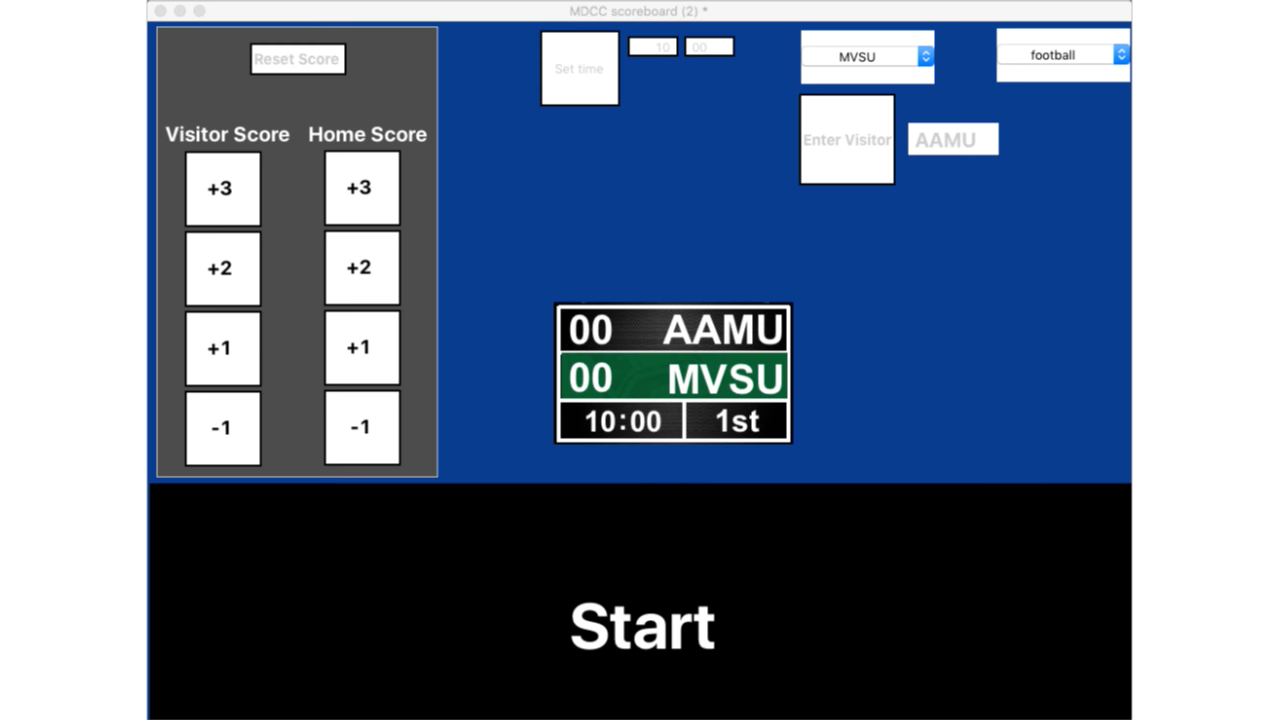 MDCC scoreboard (2) *
Reset Score
Set time
10 00
MVSU
football
Enter Visitor
AAMU
Visitor Score Home Score
+3 +3
+2 +2
+1 +1
-1 -1
00 AAMU
00 MVSU
10:00 1st
Start